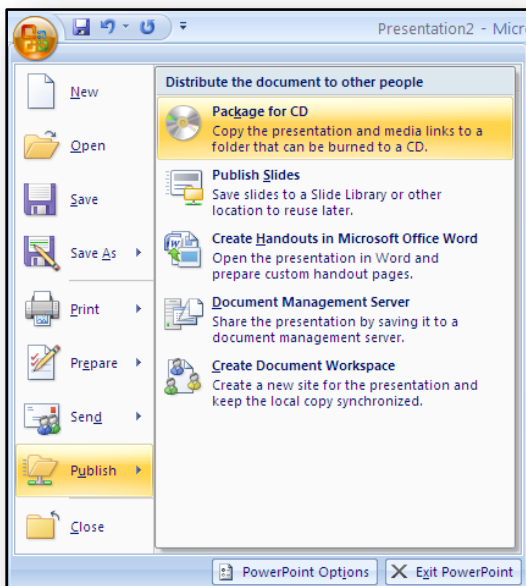 Presentation2 - Micr
New
Open
Save
Save As
Print
Prepare
Send
Publish
Close
Distribute the document to other people
Package for CD
Copy the presentation and media links to a
folder that can be burned to a CD.
Publish Slides
Save slides to a Slide Library or other
location to reuse later.
Create Handouts in Microsoft Office Word
Open the presentation in Word and
prepare custom handout pages.
Document Management Server
Share the presentation by saving it to a
document management server.
Create Document Workspace
Create a new site for the presentation and
keep the local copy synchronized.
PowerPoint Options
Exit PowerPoint